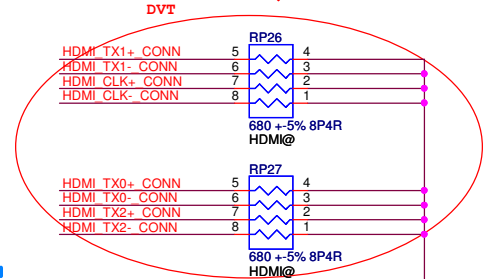 DVT
RP26
HDMI_TX1+_CONN 5 4
HDMI_TX1-_CONN 6 3
HDMI_CLK+_CONN 7 2
HDMI_CLK-_CONN 8 1
680 +-5% 8P4R
HDMI@
RP27
HDMI_TX0+_CONN 5 4
HDMI_TX0-_CONN 6 3
HDMI_TX2+_CONN 7 2
HDMI_TX2-_CONN 8 1
680 +-5% 8P4R
HDMI@